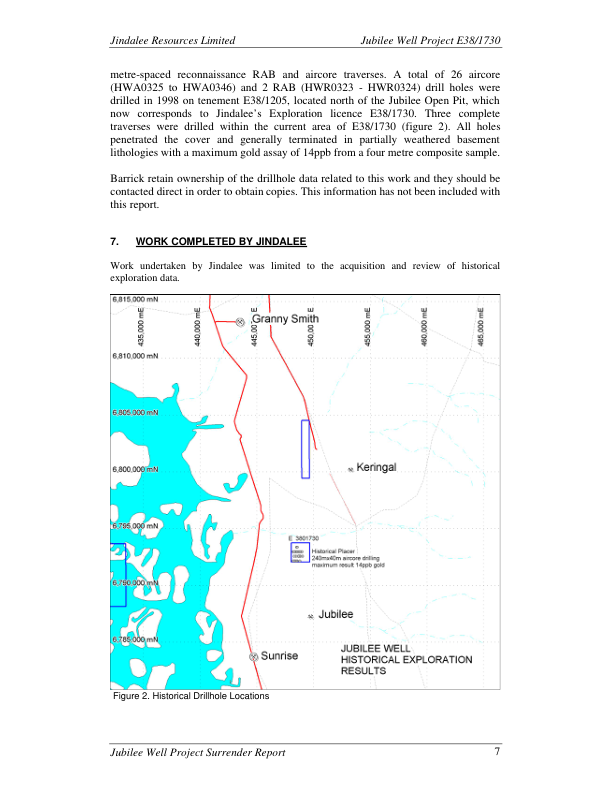 Jindalee Resources Limited Jubilee Well Project E38/1730
metre-spaced reconnaissance RAB and aircore traverses. A total of 26 aircore
(HWA0325 to HWA0346) and 2 RAB (HWR0323 - HWR0324) drill holes were
drilled in 1998 on tenement E38/1205, located north of the Jubilee Open Pit, which
now corresponds to Jindalee's Exploration licence E38/1730. Three complete
traverses were drilled within the current area of E38/1730 (figure 2). All holes
penetrated the cover and generally terminated in partially weathered basement
lithologies with a maximum gold assay of 14ppb from a four metre composite sample.
Barrick retain ownership of the drillhole data related to this work and they should be
contacted direct in order to obtain copies. This information has not been included with
this report.
7. WORK COMPLETED BY JINDALEE
Work undertaken by Jindalee was limited to the acquisition and review of historical
exploration data.
6,815,000 mN
435,000 mE
440,000 mE
445,000 mE
450,000 mE
455,000 mE
460,000 mE
465,000 mE
Granny Smith
6,810,000 mN
6,805,000 mN
6,800,000 mN
Keringal
6,795,000 mN
E 3801730
Historical Placer
240mx40m aircore drilling
maximum result 14ppb gold
6,790,000 mN
Jubilee
6,785,000 mN
Sunrise
JUBILEE WELL
HISTORICAL EXPLORATION
RESULTS
Figure 2. Historical Drillhole Locations
Jubilee Well Project Surrender Report 7